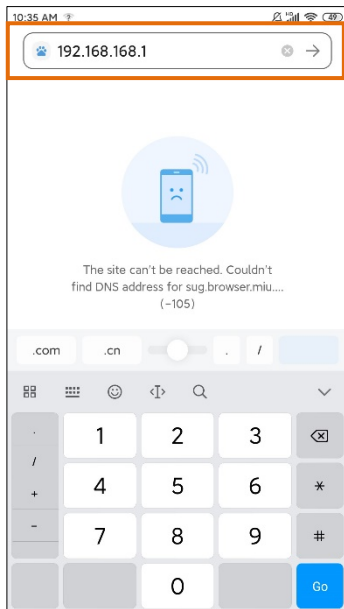 10:35 AM ? 49
192.168.168.1
The site can't be reached. Couldn't
find DNS address for sug.browser.miu....
(-105)
.com .cn . /
. 1 2 3
/ 4 5 6 *
+
- 7 8 9 #
0 Go